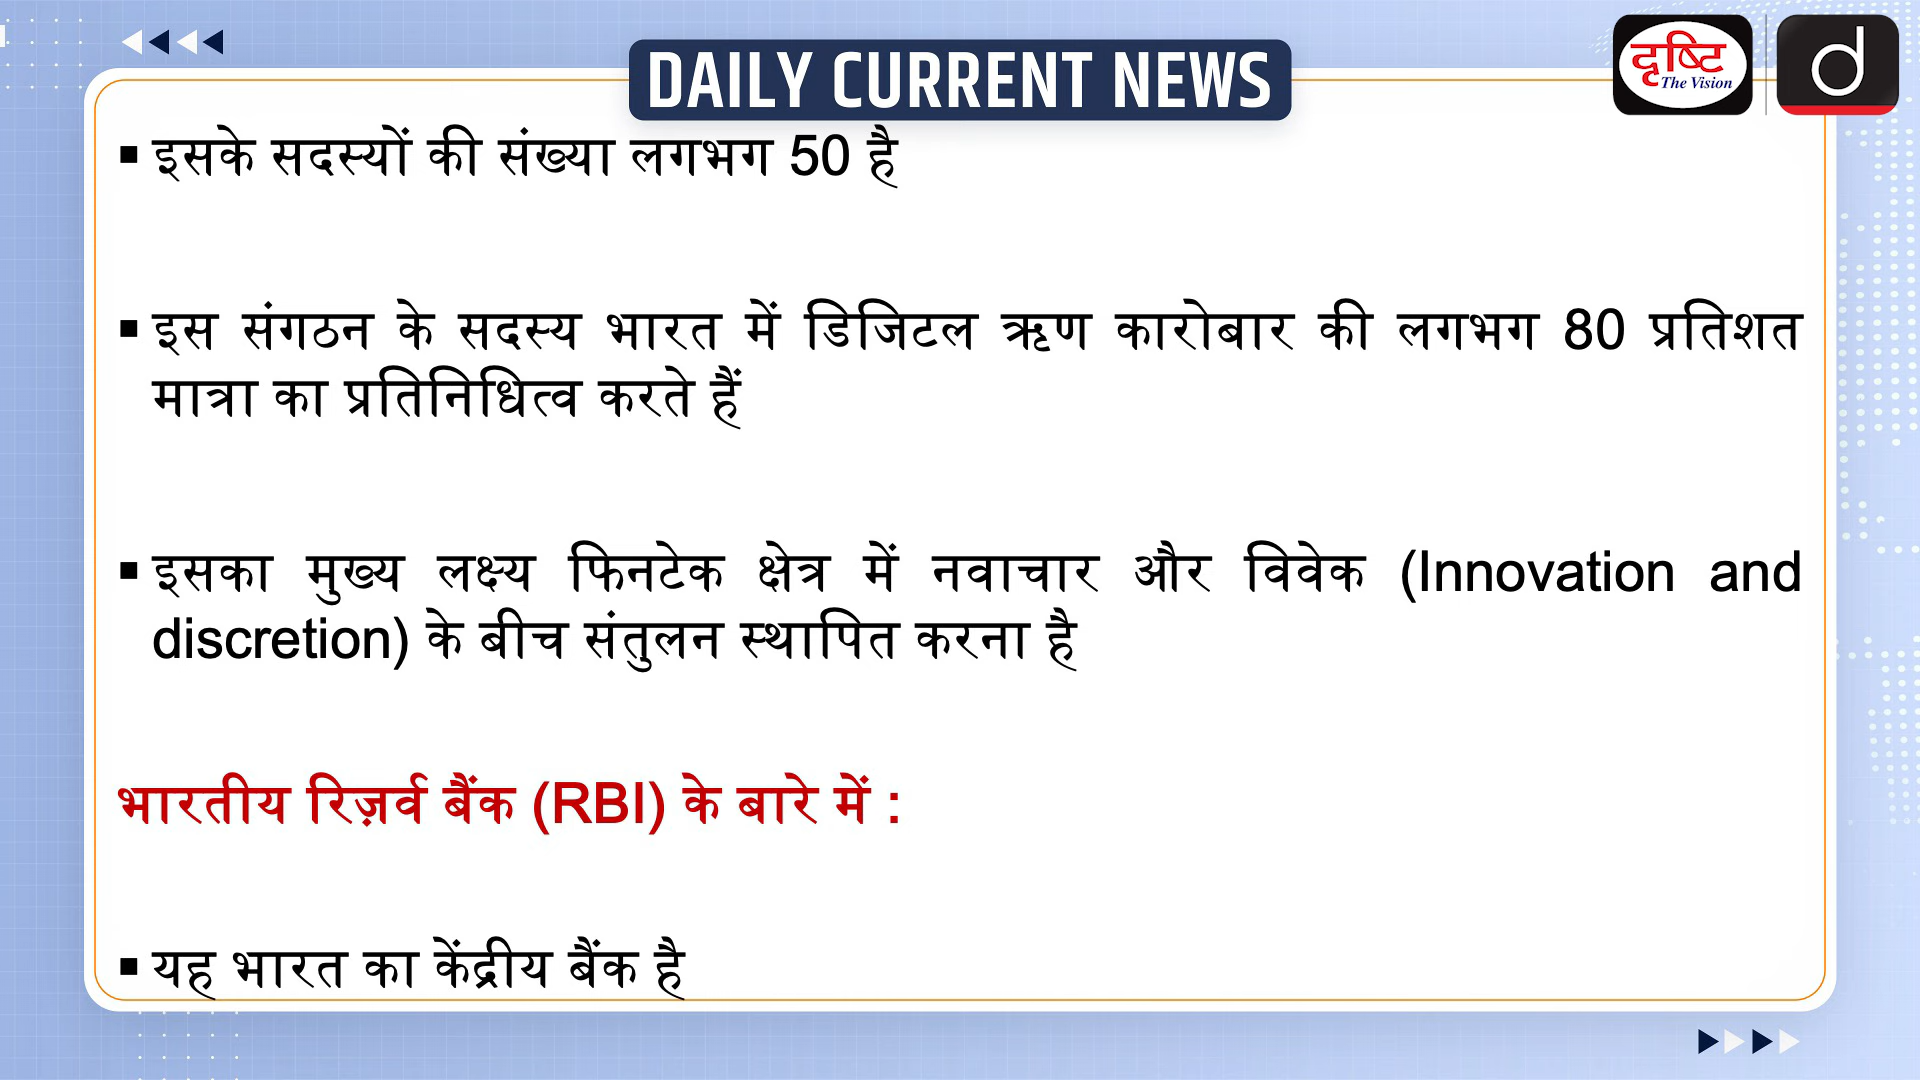 DAILY CURRENT NEWS
दृष्टि
The Vision
d
▪ इसके सदस्यों की संख्या लगभग 50 है
▪ इस संगठन के सदस्य भारत में डिजिटल ऋण कारोबार की लगभग 80 प्रतिशत
मात्रा का प्रतिनिधित्व करते हैं
▪ इसका मुख्य लक्ष्य फिनटेक क्षेत्र में नवाचार और विवेक (Innovation and
discretion) के बीच संतुलन स्थापित करना है
भारतीय रिज़र्व बैंक (RBI) के बारे में :
▪ यह भारत का केंद्रीय बैंक है